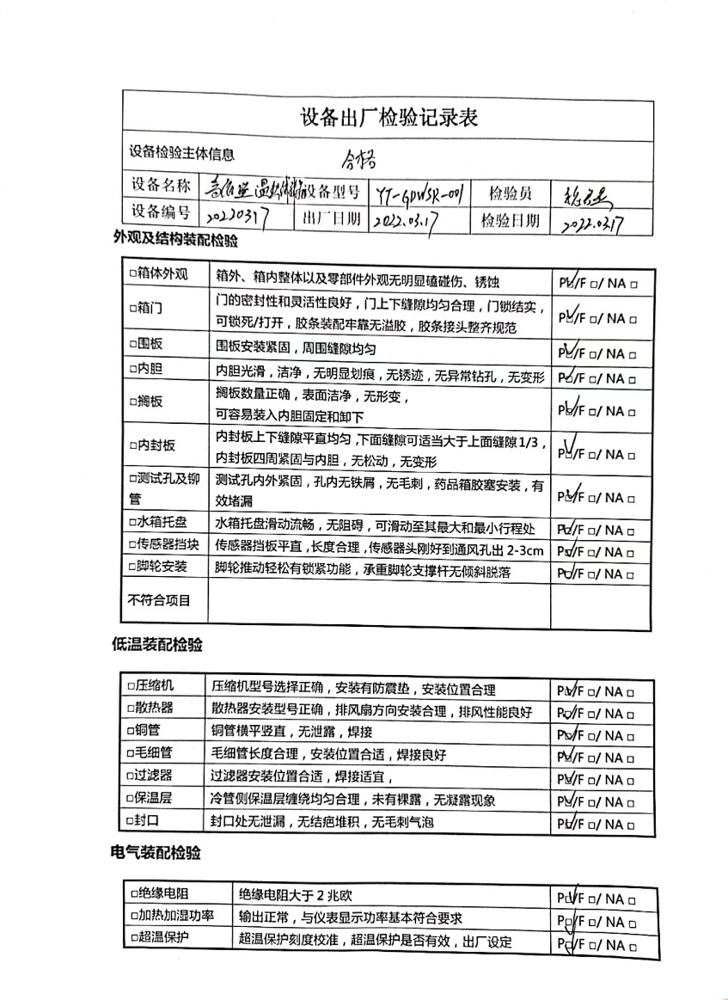 设备出厂检验记录表
设备检验主体信息 合格
设备名称 设备型号 YT-GDWSR-001 检验员
设备编号 20220317 出厂日期 2022.03.17 检验日期 2022.03.17
外观及结构装配检验
□箱体外观 箱外、箱内整体以及零部件外观无明显磕碰伤、锈蚀 P☑/F □/ NA □
□箱门 门的密封性和灵活性良好，门上下缝隙均匀合理，门锁结实，
可锁死/打开，胶条装配牢靠无溢胶，胶条接头整齐规范 P☑/F □/ NA □
□围板 围板安装紧固，周围缝隙均匀 P☑/F □/ NA □
□内胆 内胆光滑，洁净，无明显划痕，无锈迹，无异常钻孔，无变形 P☑/F □/ NA □
□搁板 搁板数量正确，表面洁净，无形变，
可容易装入内胆固定和卸下 P☑/F □/ NA □
□内封板 内封板上下缝隙平直均匀，下面缝隙可适当大于上面缝隙1/3，
内封板四周紧固与内胆，无松动，无变形 P☑/F □/ NA □
□测试孔及铆 测试孔内外紧固，孔内无铁屑，无毛刺，药品箱胶塞安装，有
管 效堵漏 P☑/F □/ NA □
□水箱托盘 水箱托盘滑动流畅，无阻碍，可滑动至其最大和最小行程处 P☑/F □/ NA □
□传感器挡块 传感器挡板平直，长度合理，传感器头刚好到通风孔出 2-3cm P☑/F □/ NA □
□脚轮安装 脚轮推动轻松有锁紧功能，承重脚轮支撑杆无倾斜脱落 P☑/F □/ NA □
不符合项目
低温装配检验
□压缩机 压缩机型号选择正确，安装有防震垫，安装位置合理 P☑/F □/ NA □
□散热器 散热器安装型号正确，排风扇方向安装合理，排风性能良好 P☑/F □/ NA □
□铜管 铜管横平竖直，无泄露，焊接 P☑/F □/ NA □
□毛细管 毛细管长度合理，安装位置合适，焊接良好 P☑/F □/ NA □
□过滤器 过滤器安装位置合适，焊接适宜， P☑/F □/ NA □
□保温层 冷管侧保温层缠绕均匀合理，未有裸露，无凝露现象 P☑/F □/ NA □
□封口 封口处无泄漏，无结疤堆积，无毛刺气泡 P☑/F □/ NA □
电气装配检验
□绝缘电阻 绝缘电阻大于 2 兆欧 P☑/F □/ NA □
□加热加湿功率 输出正常，与仪表显示功率基本符合要求 P☑/F □/ NA □
□超温保护 超温保护刻度校准，超温保护是否有效，出厂设定 P☑/F □/ NA □